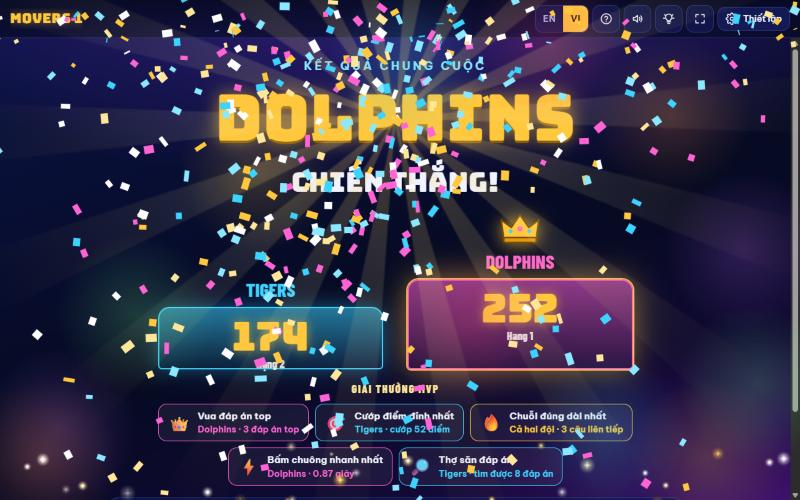 MOVERS 1
EN VI Thiết lập
KẾT QUẢ CHUNG CUỘC
DOLPHINS
CHIẾN THẮNG!
DOLPHINS
TIGERS
252
Hạng 1
174
Hạng 2
GIẢI THƯỞNG MVP
Vua đáp án top
Dolphins · 3 đáp án top
Cướp điểm đỉnh nhất
Tigers · cướp 52 điểm
Chuỗi đúng dài nhất
Cả hai đội · 3 câu liên tiếp
Bấm chuông nhanh nhất
Dolphins · 0.87 giây
Thợ săn đáp án
Tigers · tìm được 8 đáp án